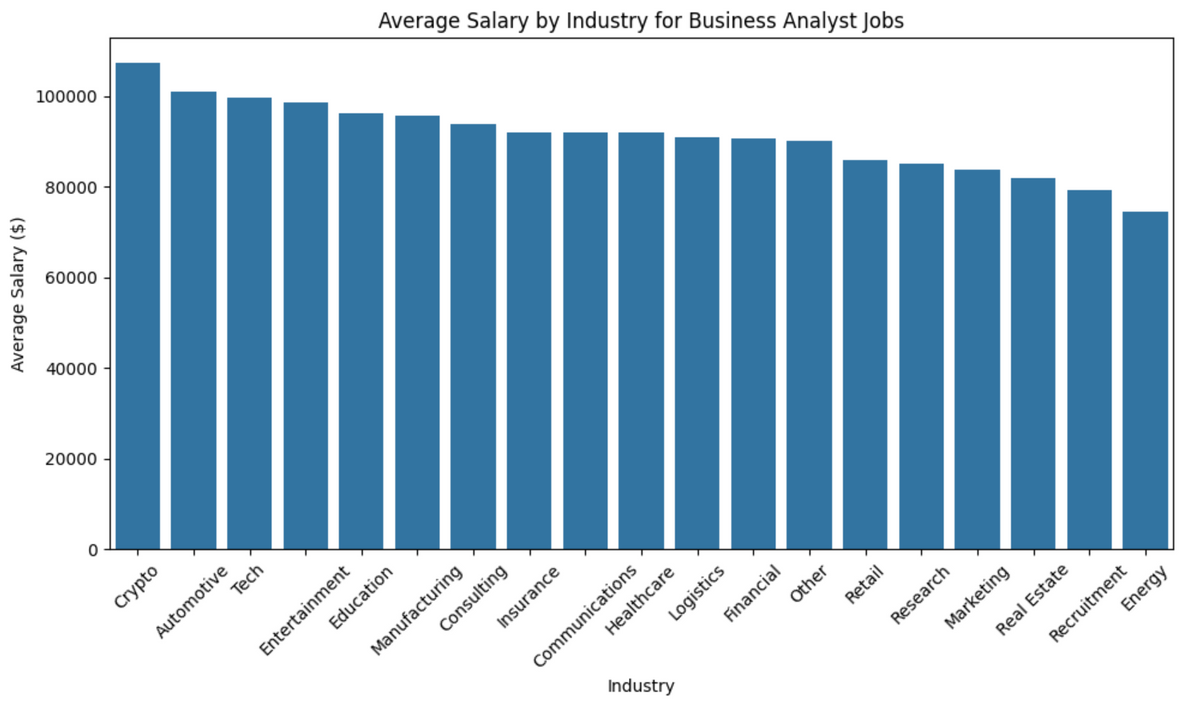 Average Salary by Industry for Business Analyst Jobs
Average Salary ($)
100000
80000
60000
40000
20000
0
Crypto
Automotive
Tech
Entertainment
Education
Manufacturing
Consulting
Insurance
Communications
Healthcare
Logistics
Financial
Other
Retail
Research
Marketing
Real Estate
Recruitment
Energy
Industry